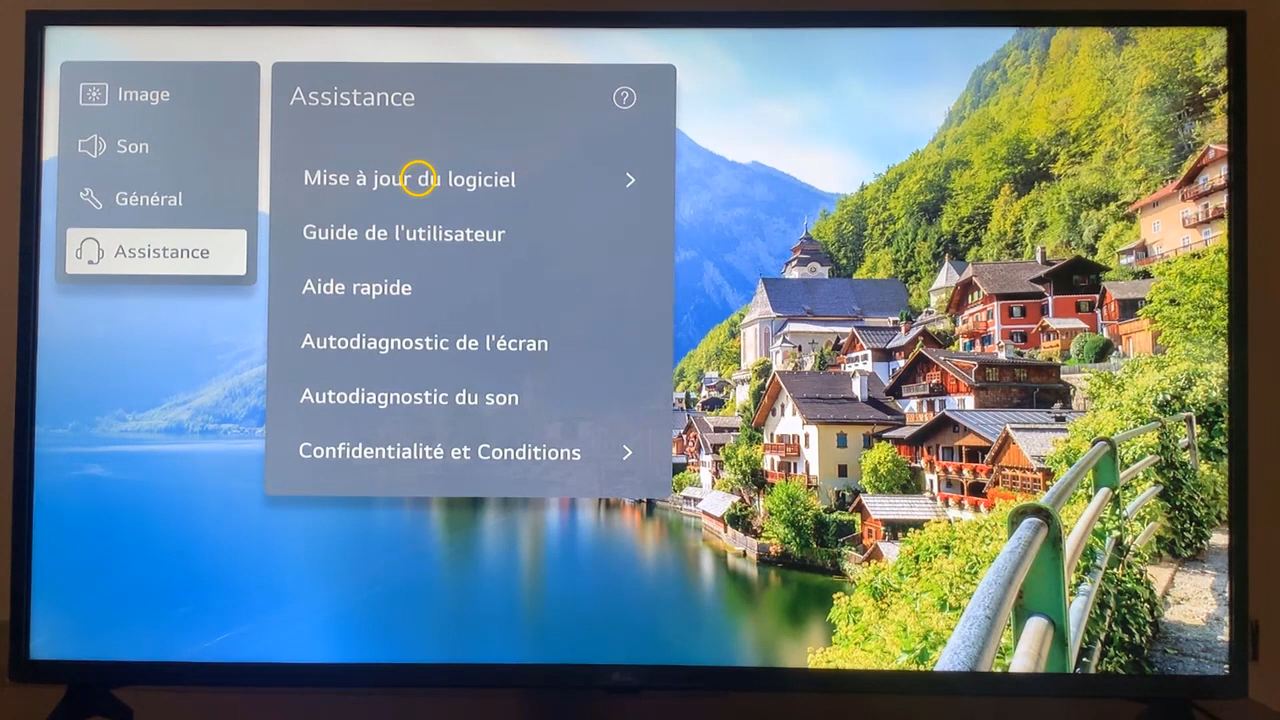 Image
Son
Général
Assistance
Assistance
Mise à jour du logiciel
Guide de l'utilisateur
Aide rapide
Autodiagnostic de l'écran
Autodiagnostic du son
Confidentialité et Conditions